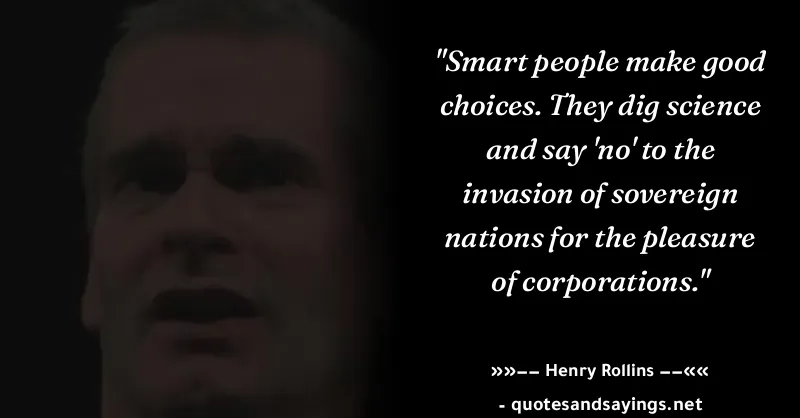 "Smart people make good
choices. They dig science
and say 'no' to the
invasion of sovereign
nations for the pleasure
of corporations."
»»—— Henry Rollins ——««
- quotesandsayings.net